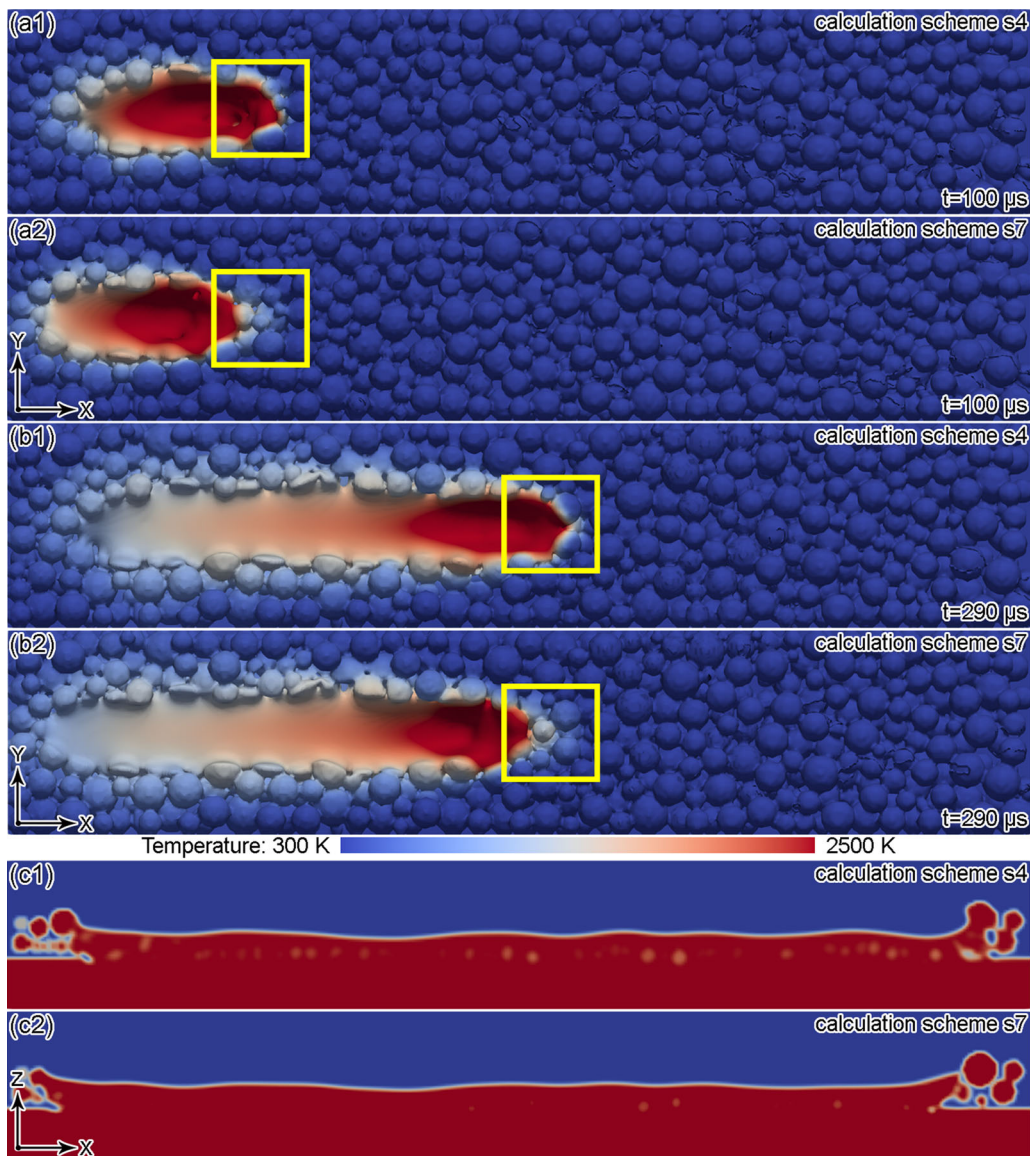 (a1) calculation scheme s4
t=100 μs
(a2) calculation scheme s7
Y
X
t=100 μs
(b1) calculation scheme s4
t=290 μs
(b2) calculation scheme s7
Y
X
t=290 μs
Temperature: 300 K 2500 K
(c1) calculation scheme s4
(c2) calculation scheme s7
Z
X